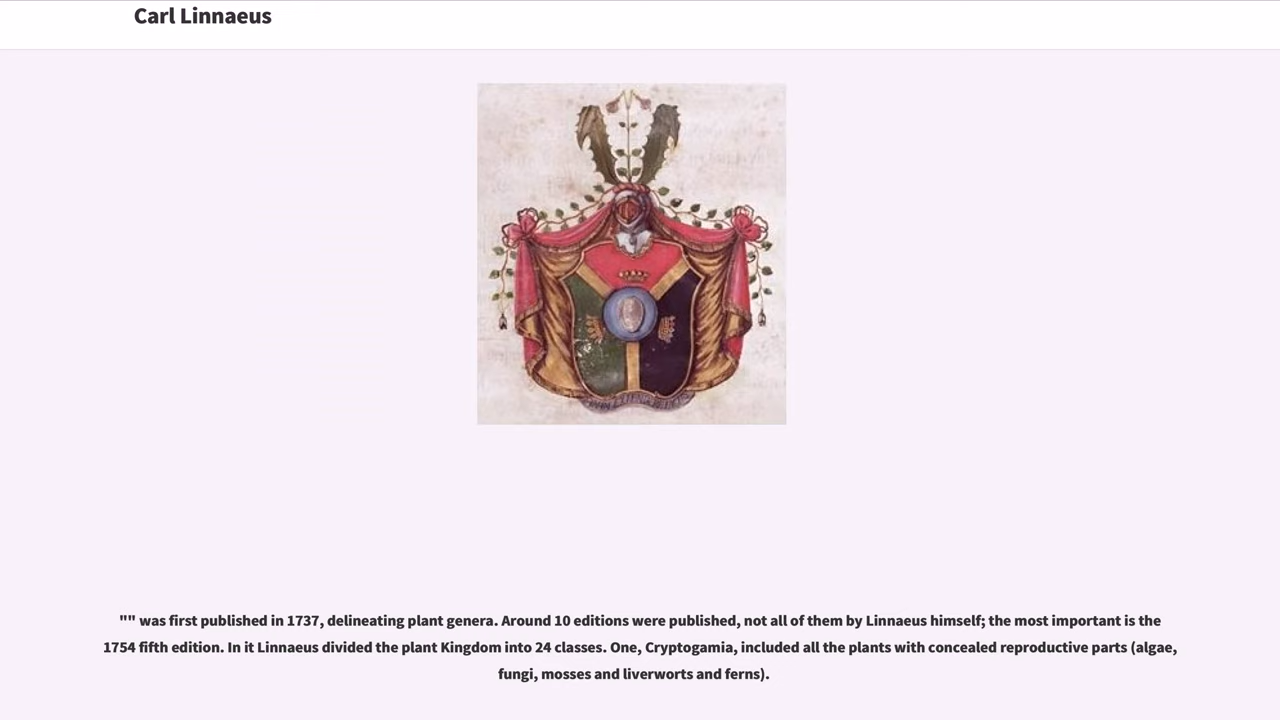 Carl Linnaeus
"" was first published in 1737, delineating plant genera. Around 10 editions were published, not all of them by Linnaeus himself; the most important is the
1754 fifth edition. In it Linnaeus divided the plant Kingdom into 24 classes. One, Cryptogamia, included all the plants with concealed reproductive parts (algae,
fungi, mosses and liverworts and ferns).